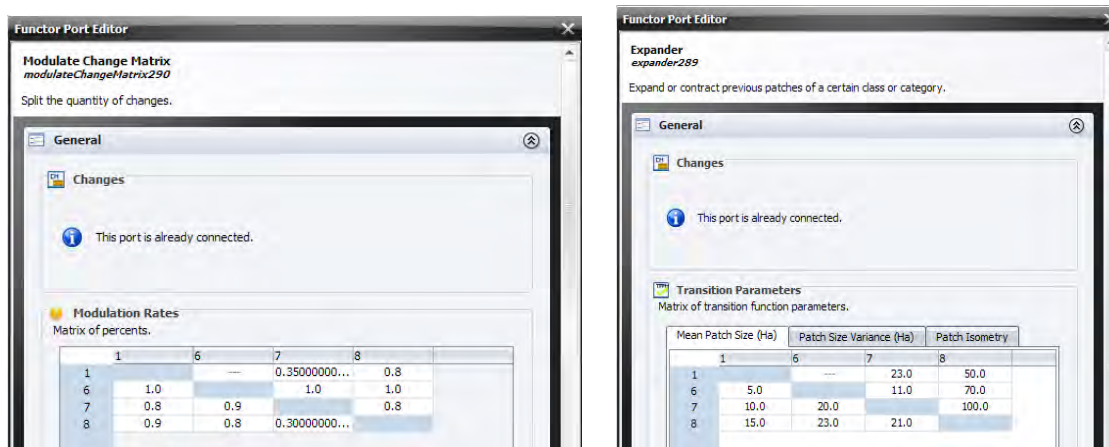 Functor Port Editor
Modulate Change Matrix
modulateChangeMatrix290
Split the quantity of changes.
General
Changes
This port is already connected.
Modulation Rates
Matrix of percents.
1 6 7 8
1 --- 0.35000000... 0.8
6 1.0 1.0 1.0
7 0.8 0.9 0.8
8 0.9 0.8 0.30000000...
Functor Port Editor
Expander
expander289
Expand or contract previous patches of a certain class or category.
General
Changes
This port is already connected.
Transition Parameters
Matrix of transition function parameters.
Mean Patch Size (Ha) Patch Size Variance (Ha) Patch Isometry
1 6 7 8
1 --- 23.0 50.0
6 5.0 11.0 70.0
7 10.0 20.0 100.0
8 15.0 23.0 21.0